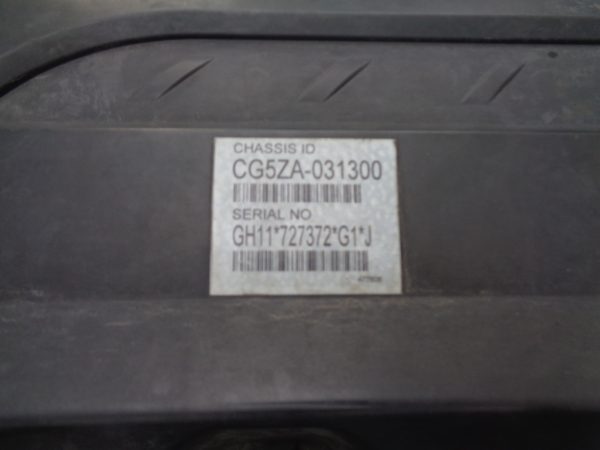 CHASSIS ID
CG5ZA-031300
SERIAL NO
GH11*727372*G1*J